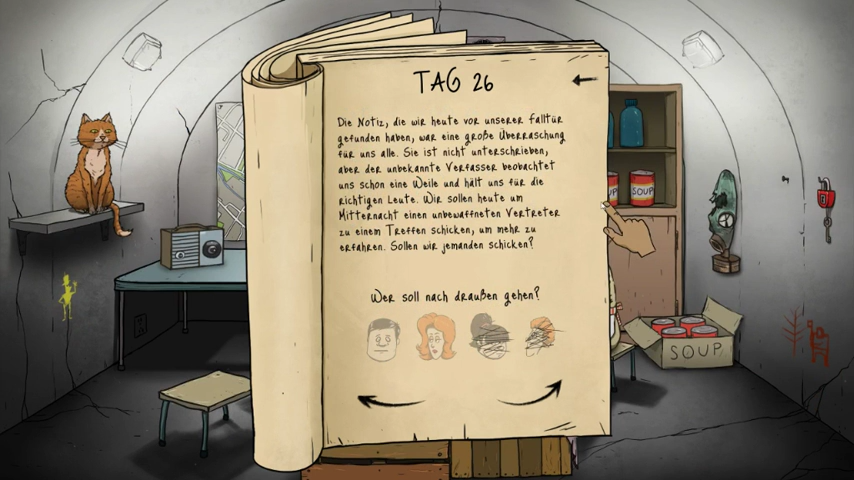 TAG 26
Die Notiz, die wir heute vor unserer Falltür
gefunden haben, war eine große Überraschung
für uns alle. Sie ist nicht unterschrieben,
aber der unbekannte Verfasser beobachtet
uns schon eine Weile und hält uns für die
richtigen Leute. Wir sollen heute um
Mitternacht einen unbewaffneten Vertreter
zu einem Treffen schicken, um mehr zu
erfahren. Sollen wir jemanden schicken?
Wer soll nach draußen gehen?
SOUP
SOUP